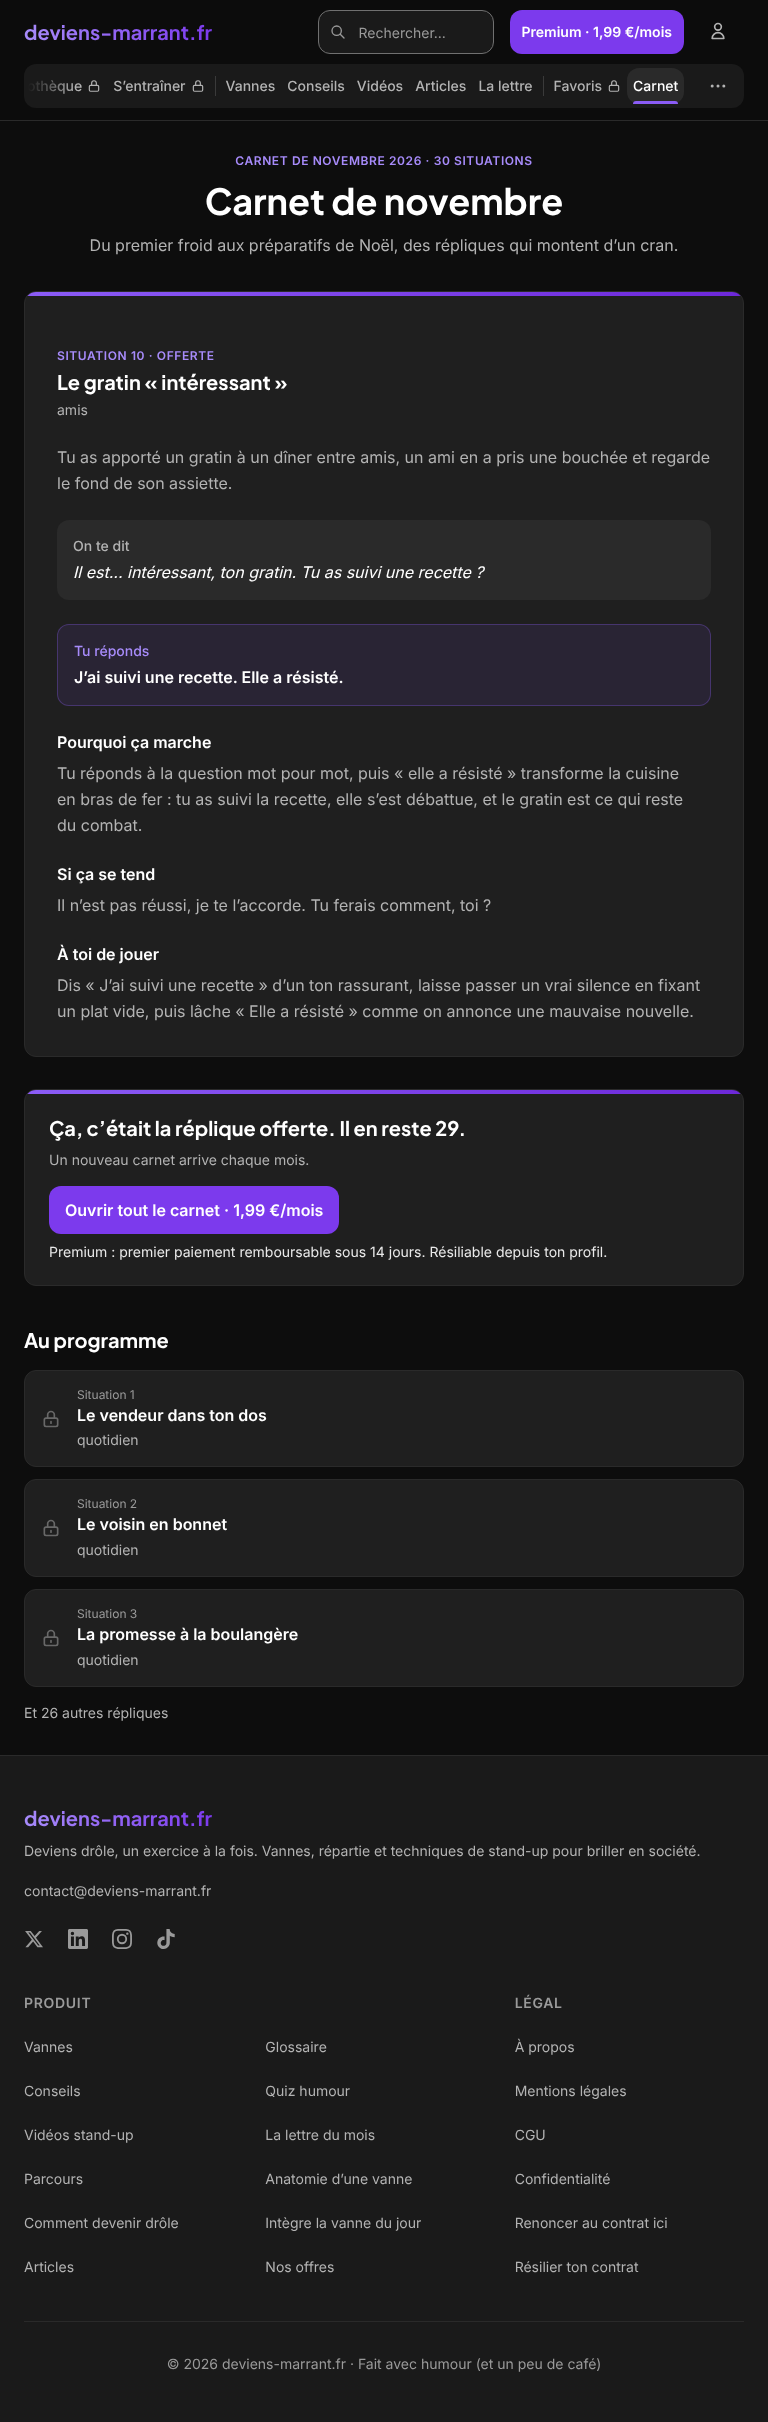 deviens-marrant.fr
Rechercher...
Premium · 1,99 €/mois
othèque
S’entraîner
Vannes
Conseils
Vidéos
Articles
La lettre
Favoris
Carnet
CARNET DE NOVEMBRE 2026 · 30 SITUATIONS
Carnet de novembre
Du premier froid aux préparatifs de Noël, des répliques qui montent d’un cran.
SITUATION 10 · OFFERTE
Le gratin « intéressant »
amis
Tu as apporté un gratin à un dîner entre amis, un ami en a pris une bouchée et regarde
le fond de son assiette.
On te dit
Il est… intéressant, ton gratin. Tu as suivi une recette ?
Tu réponds
J’ai suivi une recette. Elle a résisté.
Pourquoi ça marche
Tu réponds à la question mot pour mot, puis « elle a résisté » transforme la cuisine
en bras de fer : tu as suivi la recette, elle s’est débattue, et le gratin est ce qui reste
du combat.
Si ça se tend
Il n’est pas réussi, je te l’accorde. Tu ferais comment, toi ?
À toi de jouer
Dis « J’ai suivi une recette » d’un ton rassurant, laisse passer un vrai silence en fixant
un plat vide, puis lâche « Elle a résisté » comme on annonce une mauvaise nouvelle.
Ça, c’était la réplique offerte. Il en reste 29.
Un nouveau carnet arrive chaque mois.
Ouvrir tout le carnet · 1,99 €/mois
Premium : premier paiement remboursable sous 14 jours. Résiliable depuis ton profil.
Au programme
Situation 1
Le vendeur dans ton dos
quotidien
Situation 2
Le voisin en bonnet
quotidien
Situation 3
La promesse à la boulangère
quotidien
Et 26 autres répliques
deviens-marrant.fr
Deviens drôle, un exercice à la fois. Vannes, répartie et techniques de stand-up pour briller en société.
contact@deviens-marrant.fr
PRODUIT
Vannes
Conseils
Vidéos stand-up
Parcours
Comment devenir drôle
Articles
Glossaire
Quiz humour
La lettre du mois
Anatomie d’une vanne
Intègre la vanne du jour
Nos offres
LÉGAL
À propos
Mentions légales
CGU
Confidentialité
Renoncer au contrat ici
Résilier ton contrat
© 2026 deviens-marrant.fr · Fait avec humour (et un peu de café)